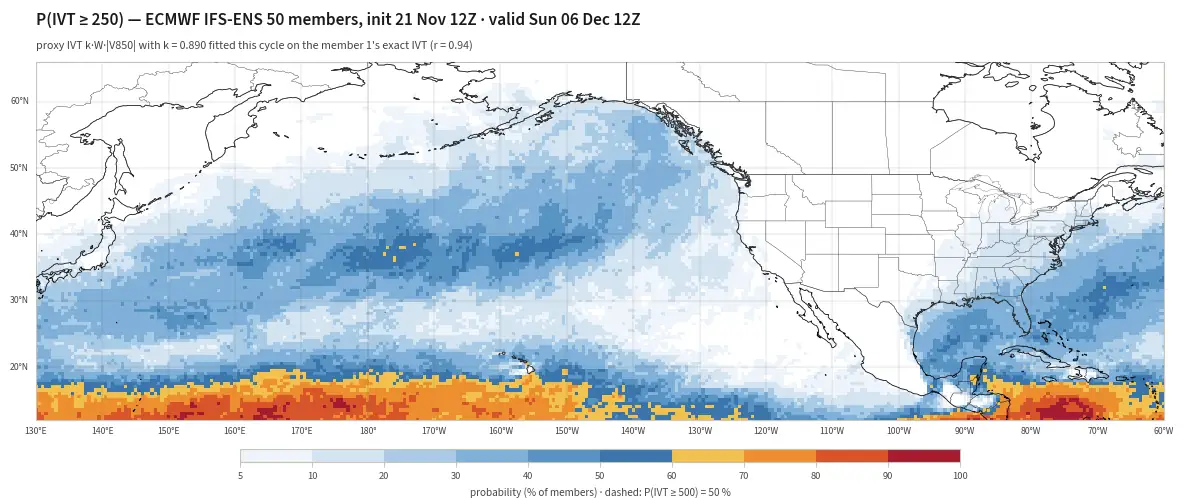 P(IVT ≥ 250) — ECMWF IFS-ENS 50 members, init 21 Nov 12Z · valid Sun 06 Dec 12Z
proxy IVT k·W·|V850| with k = 0.890 fitted this cycle on the member 1's exact IVT (r = 0.94)
60°N
50°N
40°N
30°N
20°N
130°E 140°E 150°E 160°E 170°E 180° 170°W 160°W 150°W 140°W 130°W 120°W 110°W 100°W 90°W 80°W 70°W 60°W
5 10 20 30 40 50 60 70 80 90 100
probability (% of members) · dashed: P(IVT ≥ 500) = 50 %